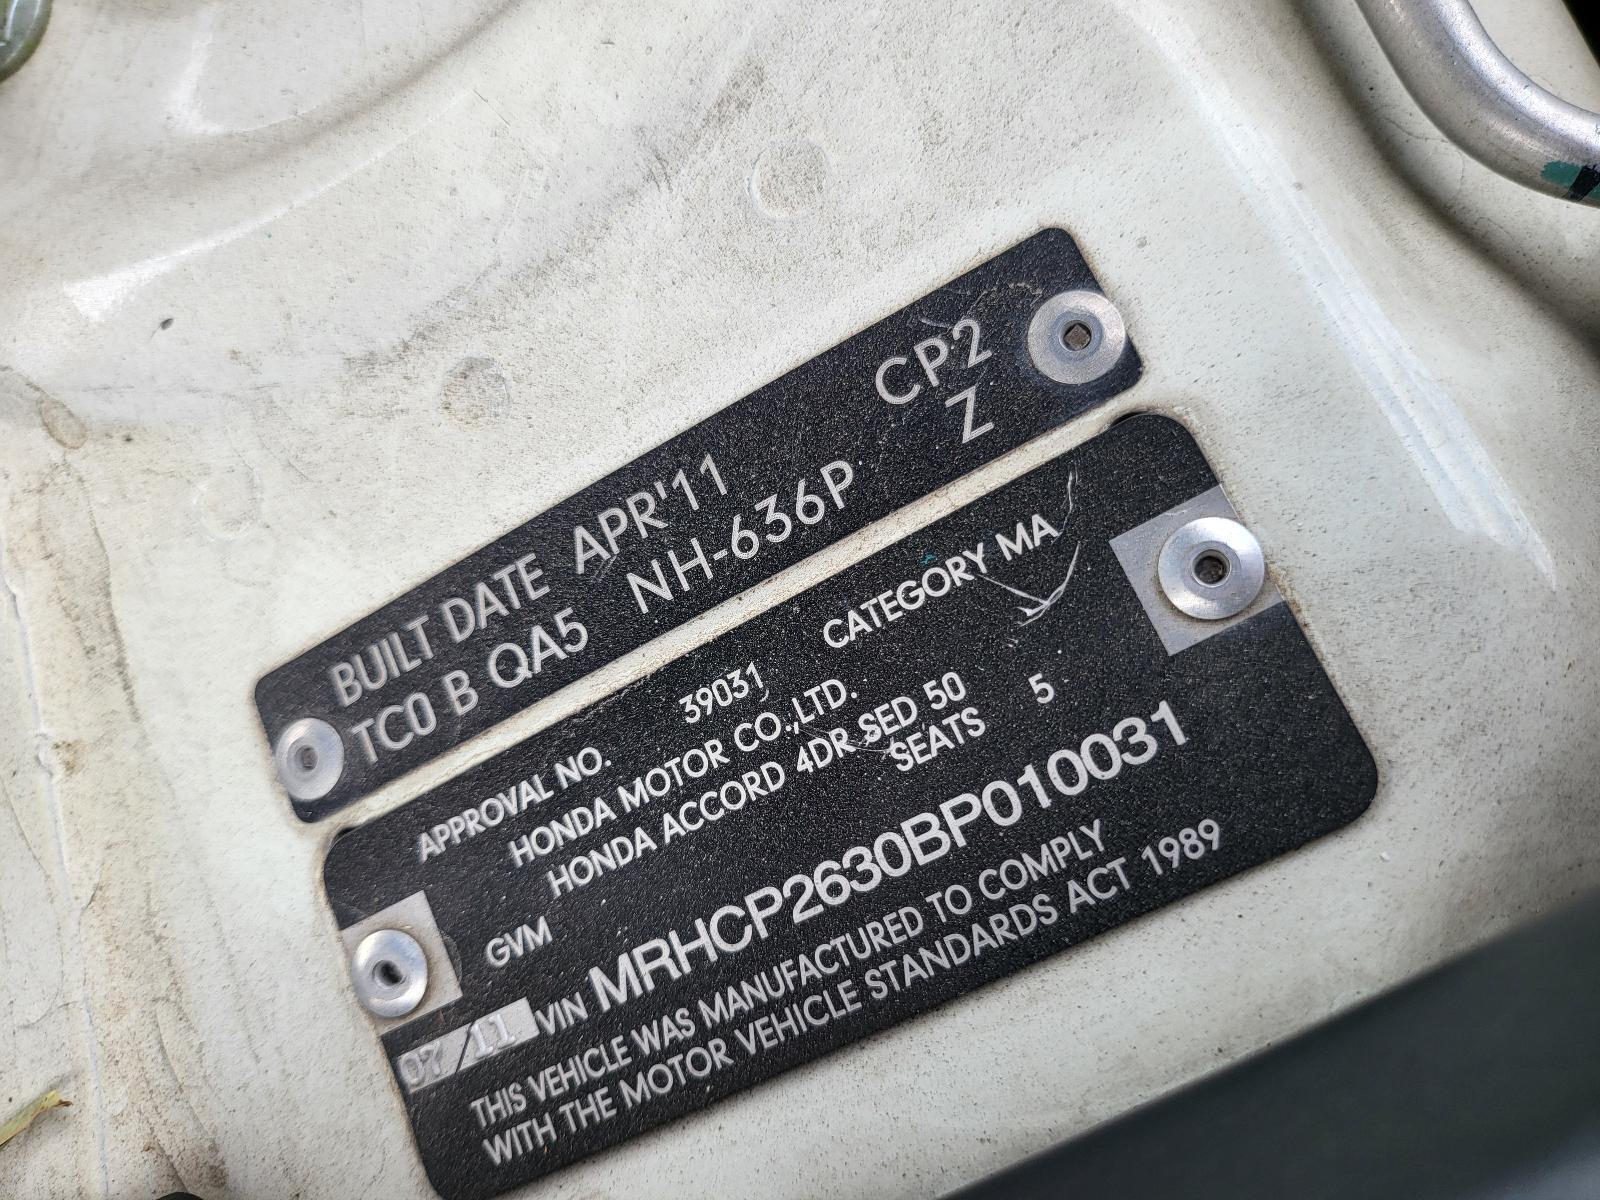 BUILT DATE APR'11 CP2
TC0 B QA5 NH-636P Z
APPROVAL NO. 39031 CATEGORY MA
HONDA MOTOR CO.,LTD.
HONDA ACCORD 4DR SED 50
GVM SEATS 5
07/11 VIN MRHCP2630BP010031
THIS VEHICLE WAS MANUFACTURED TO COMPLY
WITH THE MOTOR VEHICLE STANDARDS ACT 1989